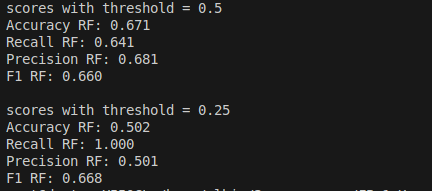 scores with threshold = 0.5
Accuracy RF: 0.671
Recall RF: 0.641
Precision RF: 0.681
F1 RF: 0.660
scores with threshold = 0.25
Accuracy RF: 0.502
Recall RF: 1.000
Precision RF: 0.501
F1 RF: 0.668